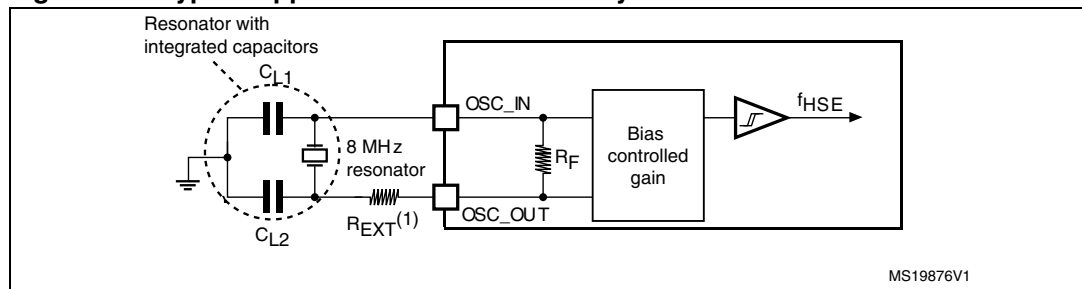 Resonator with
integrated capacitors
CL1
OSC_IN
fHSE
8 MHz
resonator
RF
Bias
controlled
gain
OSC_OUT
REXT(1)
CL2
MS19876V1